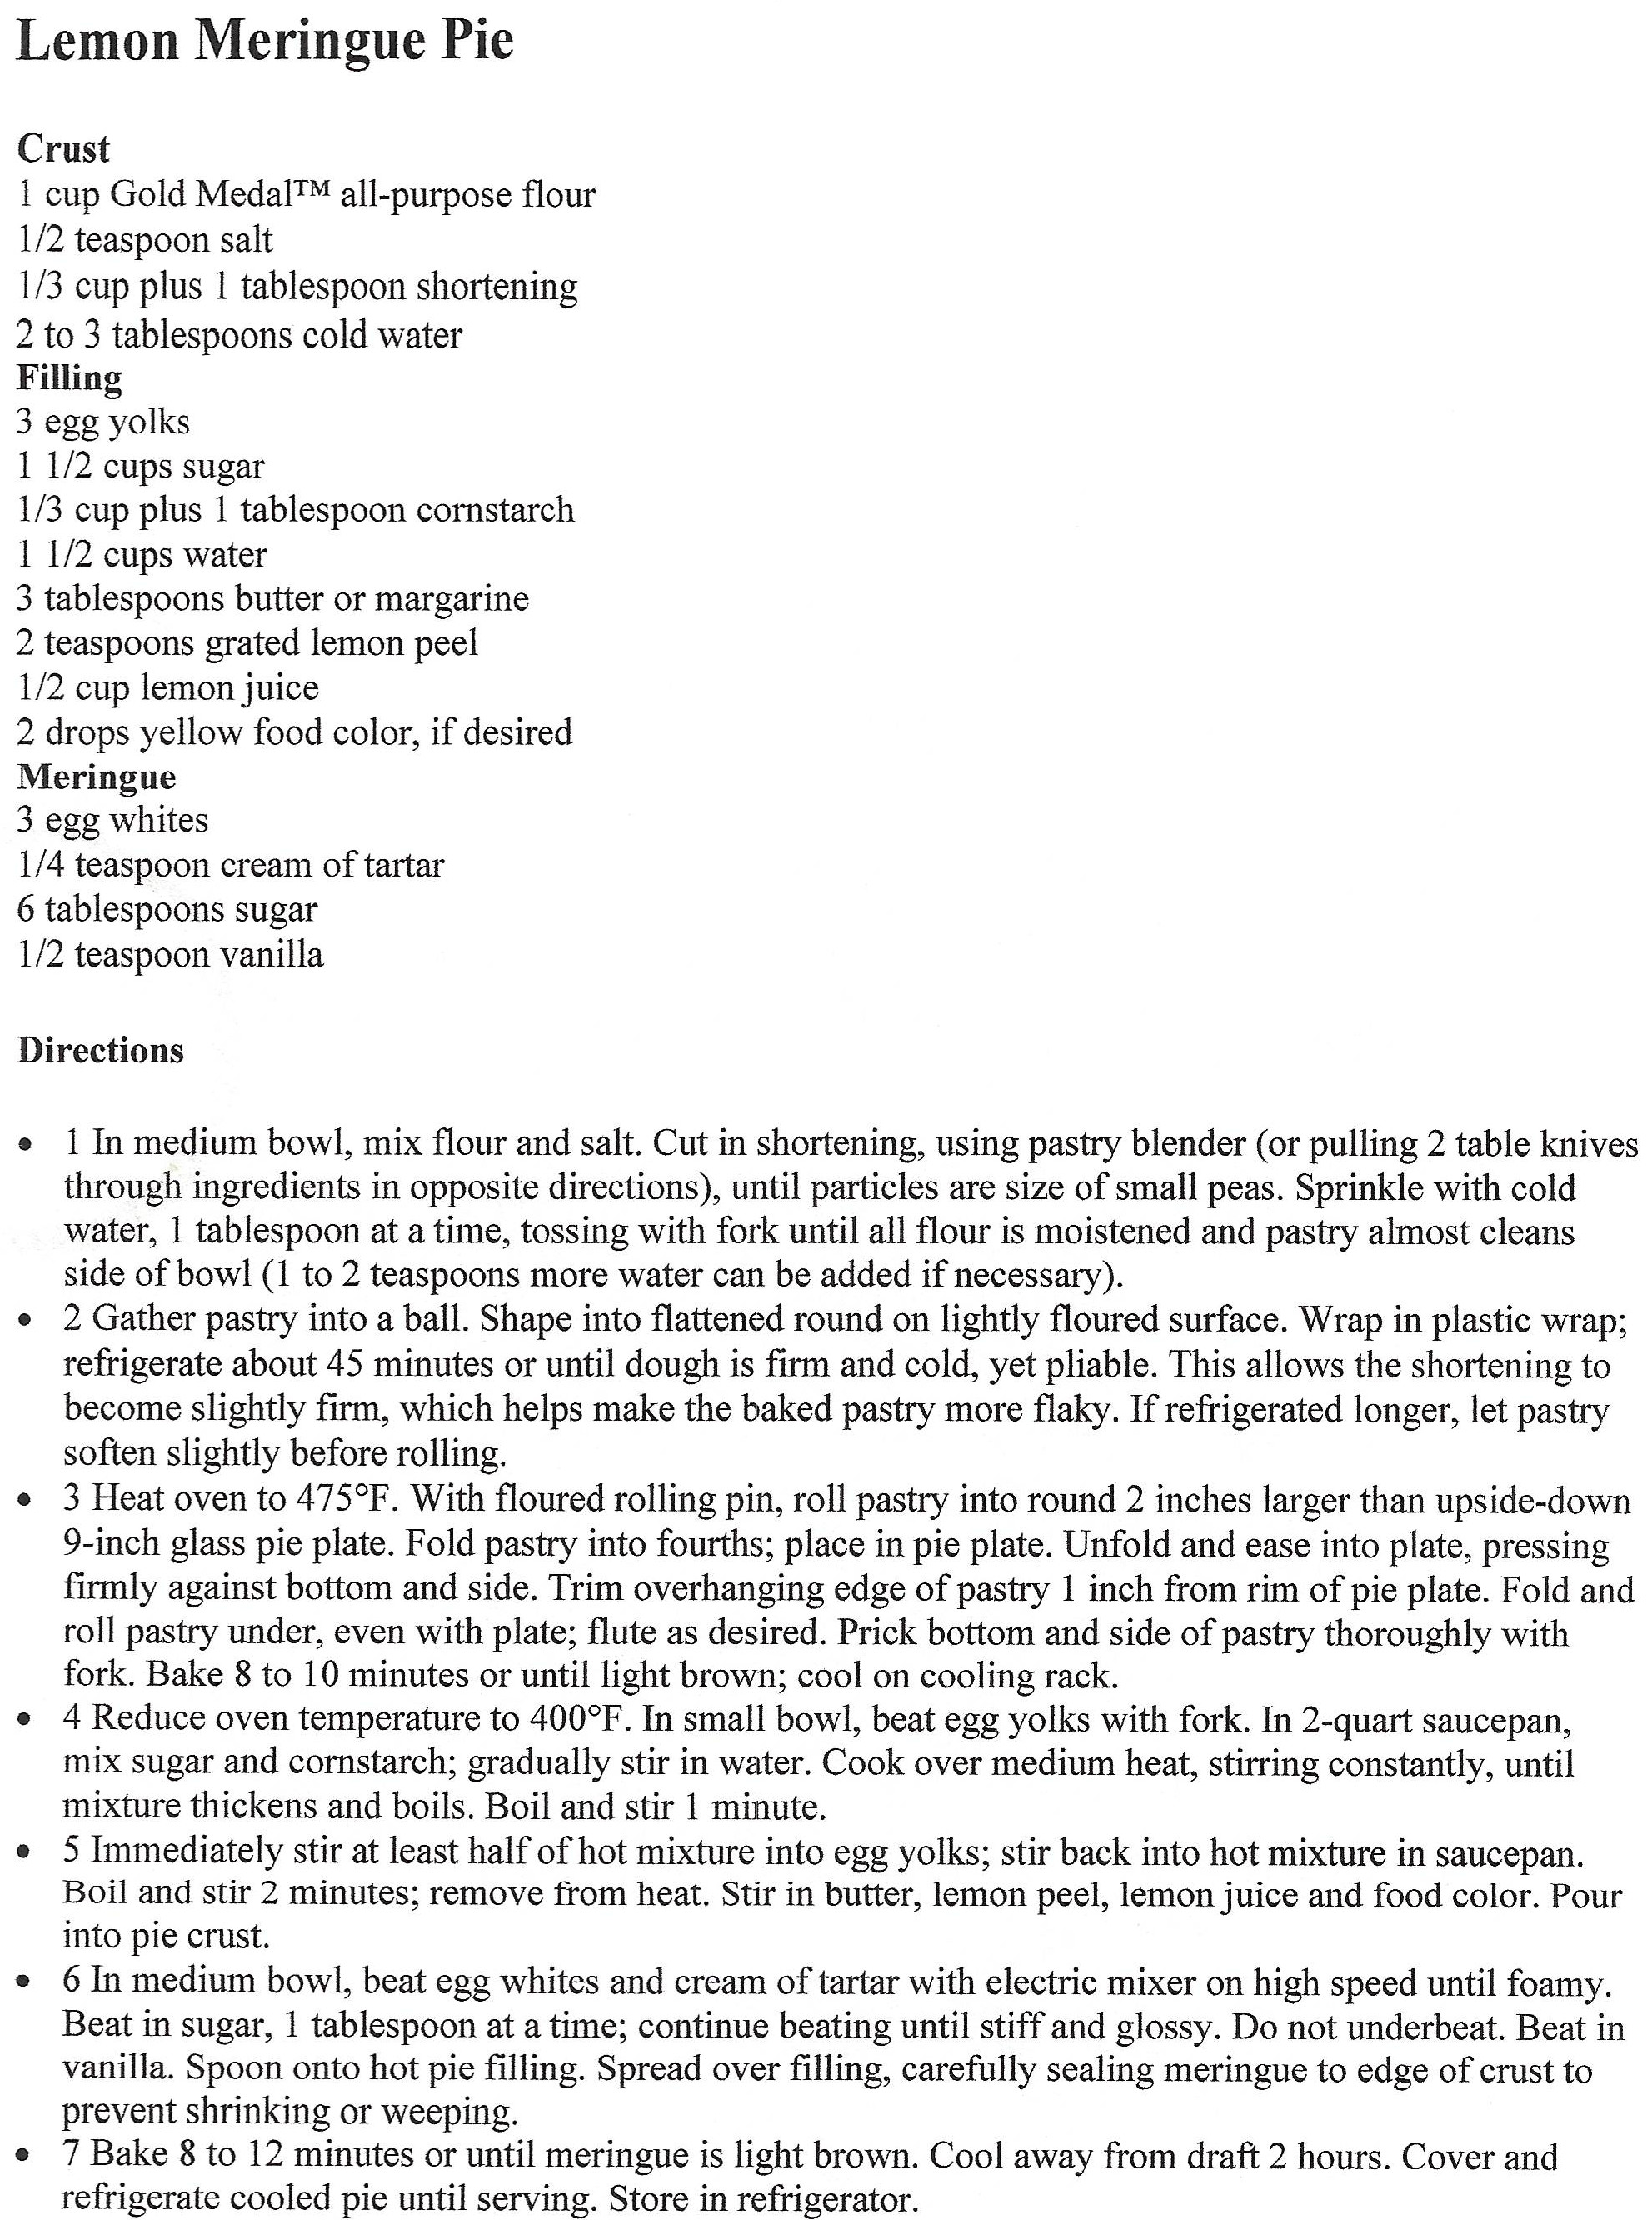 Lemon Meringue Pie
Crust
1 cup Gold Medal™ all-purpose flour
1/2 teaspoon salt
1/3 cup plus 1 tablespoon shortening
2 to 3 tablespoons cold water
Filling
3 egg yolks
1 1/2 cups sugar
1/3 cup plus 1 tablespoon cornstarch
1 1/2 cups water
3 tablespoons butter or margarine
2 teaspoons grated lemon peel
1/2 cup lemon juice
2 drops yellow food color, if desired
Meringue
3 egg whites
1/4 teaspoon cream of tartar
6 tablespoons sugar
1/2 teaspoon vanilla
Directions
• 1 In medium bowl, mix flour and salt. Cut in shortening, using pastry blender (or pulling 2 table knives
through ingredients in opposite directions), until particles are size of small peas. Sprinkle with cold
water, 1 tablespoon at a time, tossing with fork until all flour is moistened and pastry almost cleans
side of bowl (1 to 2 teaspoons more water can be added if necessary).
• 2 Gather pastry into a ball. Shape into flattened round on lightly floured surface. Wrap in plastic wrap;
refrigerate about 45 minutes or until dough is firm and cold, yet pliable. This allows the shortening to
become slightly firm, which helps make the baked pastry more flaky. If refrigerated longer, let pastry
soften slightly before rolling.
• 3 Heat oven to 475°F. With floured rolling pin, roll pastry into round 2 inches larger than upside-down
9-inch glass pie plate. Fold pastry into fourths; place in pie plate. Unfold and ease into plate, pressing
firmly against bottom and side. Trim overhanging edge of pastry 1 inch from rim of pie plate. Fold and
roll pastry under, even with plate; flute as desired. Prick bottom and side of pastry thoroughly with
fork. Bake 8 to 10 minutes or until light brown; cool on cooling rack.
• 4 Reduce oven temperature to 400°F. In small bowl, beat egg yolks with fork. In 2-quart saucepan,
mix sugar and cornstarch; gradually stir in water. Cook over medium heat, stirring constantly, until
mixture thickens and boils. Boil and stir 1 minute.
• 5 Immediately stir at least half of hot mixture into egg yolks; stir back into hot mixture in saucepan.
Boil and stir 2 minutes; remove from heat. Stir in butter, lemon peel, lemon juice and food color. Pour
into pie crust.
• 6 In medium bowl, beat egg whites and cream of tartar with electric mixer on high speed until foamy.
Beat in sugar, 1 tablespoon at a time; continue beating until stiff and glossy. Do not underbeat. Beat in
vanilla. Spoon onto hot pie filling. Spread over filling, carefully sealing meringue to edge of crust to
prevent shrinking or weeping.
• 7 Bake 8 to 12 minutes or until meringue is light brown. Cool away from draft 2 hours. Cover and
refrigerate cooled pie until serving. Store in refrigerator.